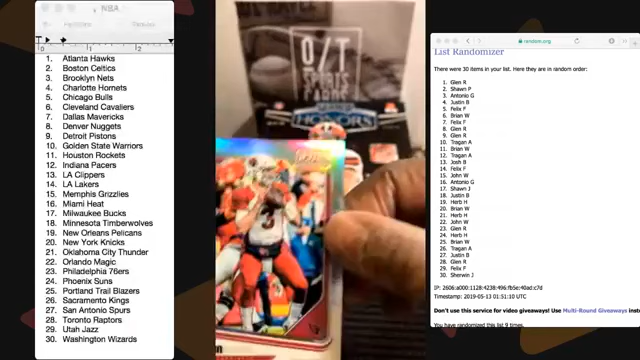 NBA
1. Atlanta Hawks
2. Boston Celtics
3. Brooklyn Nets
4. Charlotte Hornets
5. Chicago Bulls
6. Cleveland Cavaliers
7. Dallas Mavericks
8. Denver Nuggets
9. Detroit Pistons
10. Golden State Warriors
11. Houston Rockets
12. Indiana Pacers
13. LA Clippers
14. LA Lakers
15. Memphis Grizzlies
16. Miami Heat
17. Milwaukee Bucks
18. Minnesota Timberwolves
19. New Orleans Pelicans
20. New York Knicks
21. Oklahoma City Thunder
22. Orlando Magic
23. Philadelphia 76ers
24. Phoenix Suns
25. Portland Trail Blazers
26. Sacramento Kings
27. San Antonio Spurs
28. Toronto Raptors
29. Utah Jazz
30. Washington Wizards
O/T
SPORTS
CARDS
HONORS
3
random.org
List Randomizer
There were 30 items in your list. Here they are in random order:
1. Glen R
2. Shawn P
3. Antonio G
4. Justin B
5. Felix F
6. Brian W
7. Felix F
8. Glen R
9. Glen R
10. Tragan A
11. Brian W
12. Tragan A
13. Josh B
14. Felix F
15. John W
16. Antonio G
17. Shawn J
18. Justin B
19. Herb H
20. Brian W
21. Herb H
22. John W
23. Glen R
24. Herb H
25. Brian W
26. Tragan A
27. Justin B
28. Glen R
29. Felix F
30. Sherwin J
Timestamp: 2019-05-13 01:51:10 UTC
Don't use this service for video giveaways! Use Multi-Round Giveaways
You have randomized this list 9 times.